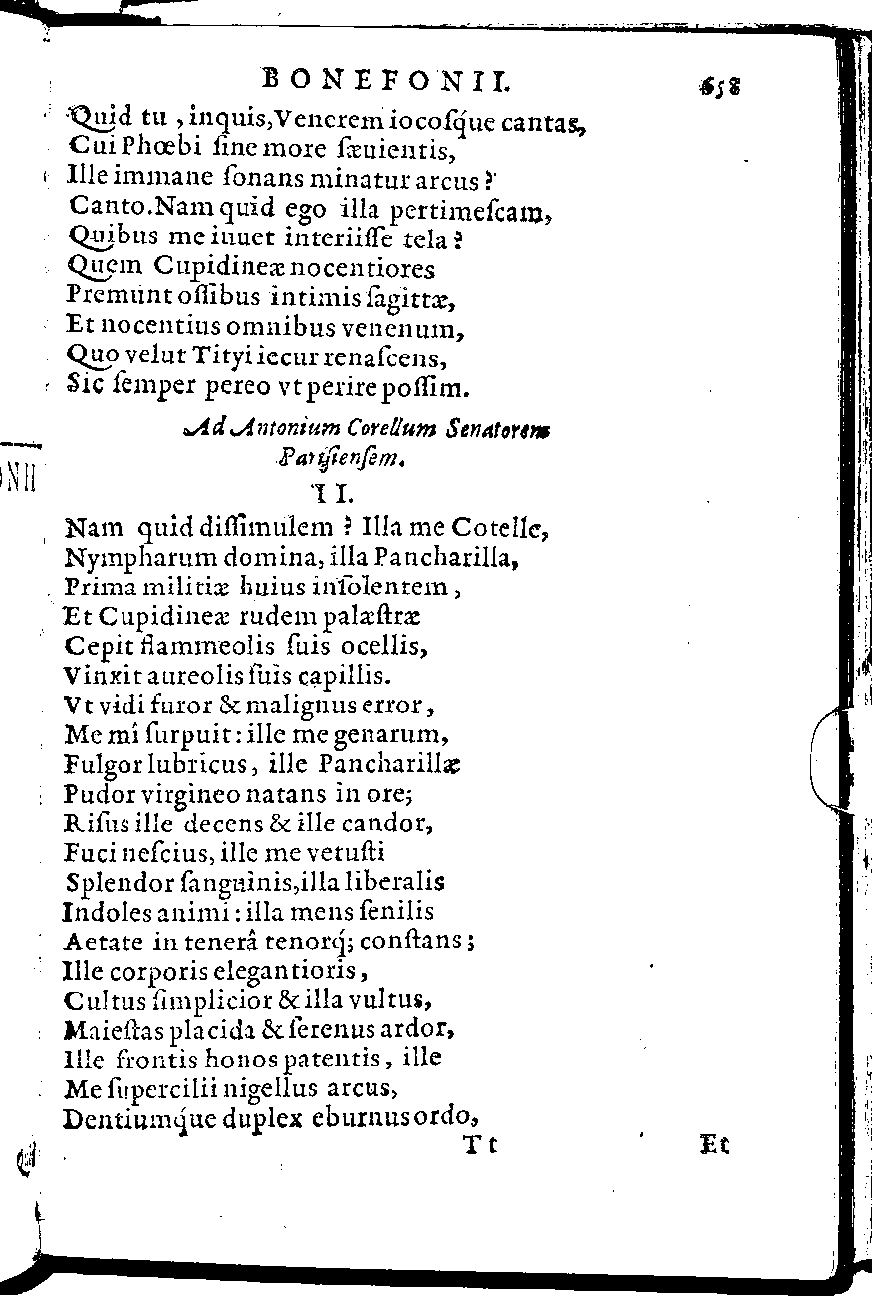 BONEFONII. 658
Quid tu , inquis,Venerem iocosq́ue cantas,
Cui Phœbi ſine more ſæuientis,
Ille immane ſonans minatur arcus ?
Canto.Nam quid ego illa pertimeſcam,
Quibus me iuuet interiiſſe tela ?
Quem Cupidineæ nocentiores
Premunt oſſibus intimis ſagittæ,
Et nocentius omnibus venenum,
Quo velut Tityi iecur renaſcens,
Sic ſemper pereo vt perire poſſim.
Ad Antonium Corellum Senatorem
Pariſienſem.
II.
Nam quid diſſimulem ? Illa me Cotelle,
Nympharum domina, illa Pancharilla,
Prima militiæ huius inſolentem ,
Et Cupidineæ rudem palæſtræ
Cepit flammeolis ſuis ocellis,
Vinxit aureolis ſuis capillis.
Vt vidi furor & malignus error ,
Me mî ſurpuit : ille me genarum,
Fulgor lubricus , ille Pancharillæ
Pudor virgineo natans in ore;
Riſus ille decens & ille candor,
Fuci neſcius, ille me vetuſti
Splendor ſanguinis,illa liberalis
Indoles animi : illa mens ſenilis
Aetate in tenerâ tenorq́; conſtans ;
Ille corporis elegantioris ,
Cultus ſimplicior & illa vultus,
Maieſtas placida & ſerenus ardor,
Ille frontis honos patentis , ille
Me ſupercilii nigellus arcus,
Dentiumq́ue duplex eburnus ordo,
Tt Et